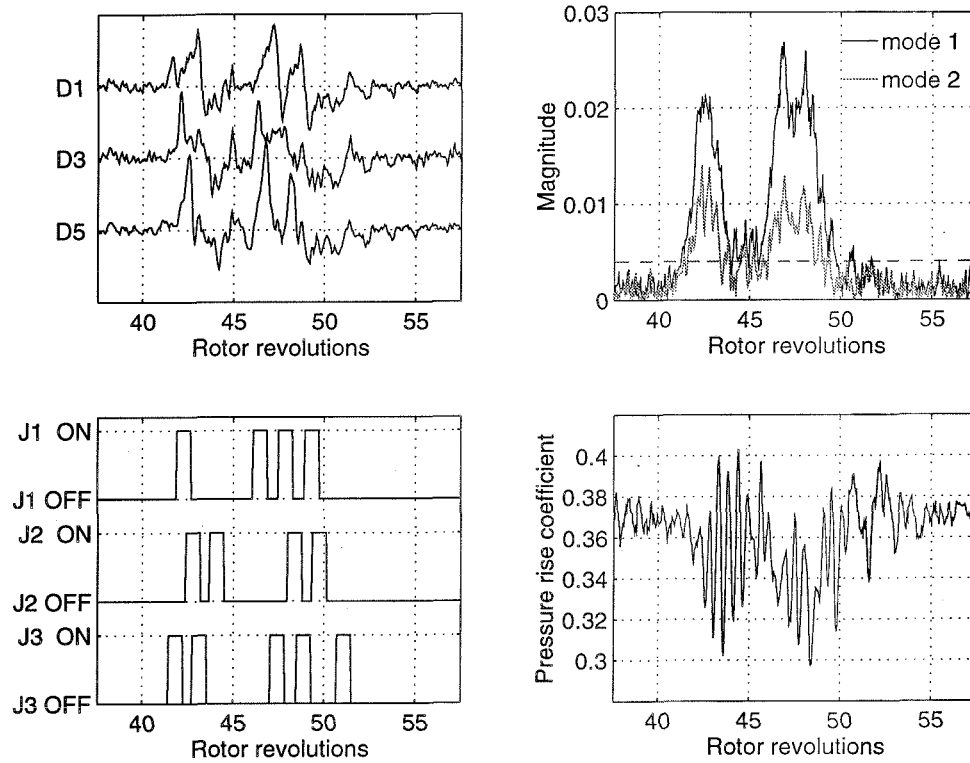 D1
D3
D5
40 45 50 55
Rotor revolutions
0.03
0.02
0.01
0
Magnitude
mode 1
mode 2
40 45 50 55
Rotor revolutions
J1 ON
J1 OFF
J2 ON
J2 OFF
J3 ON
J3 OFF
40 45 50 55
Rotor revolutions
0.4
0.38
0.36
0.34
0.32
0.3
Pressure rise coefficient
40 45 50 55
Rotor revolutions